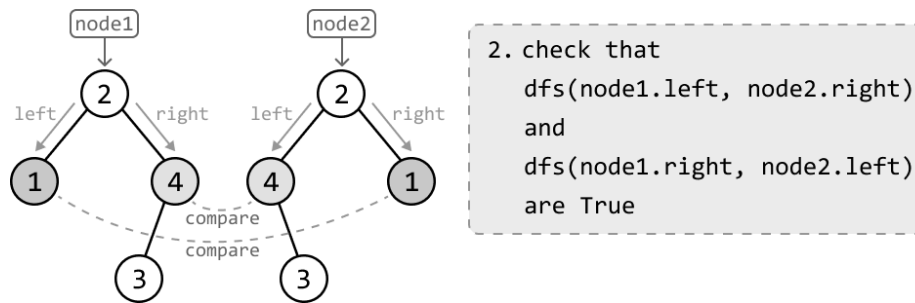 node1
node2
2
2
left
right
left
right
1
4
4
1
compare
compare
3
3
2. check that
dfs(node1.left, node2.right)
and
dfs(node1.right, node2.left)
are True